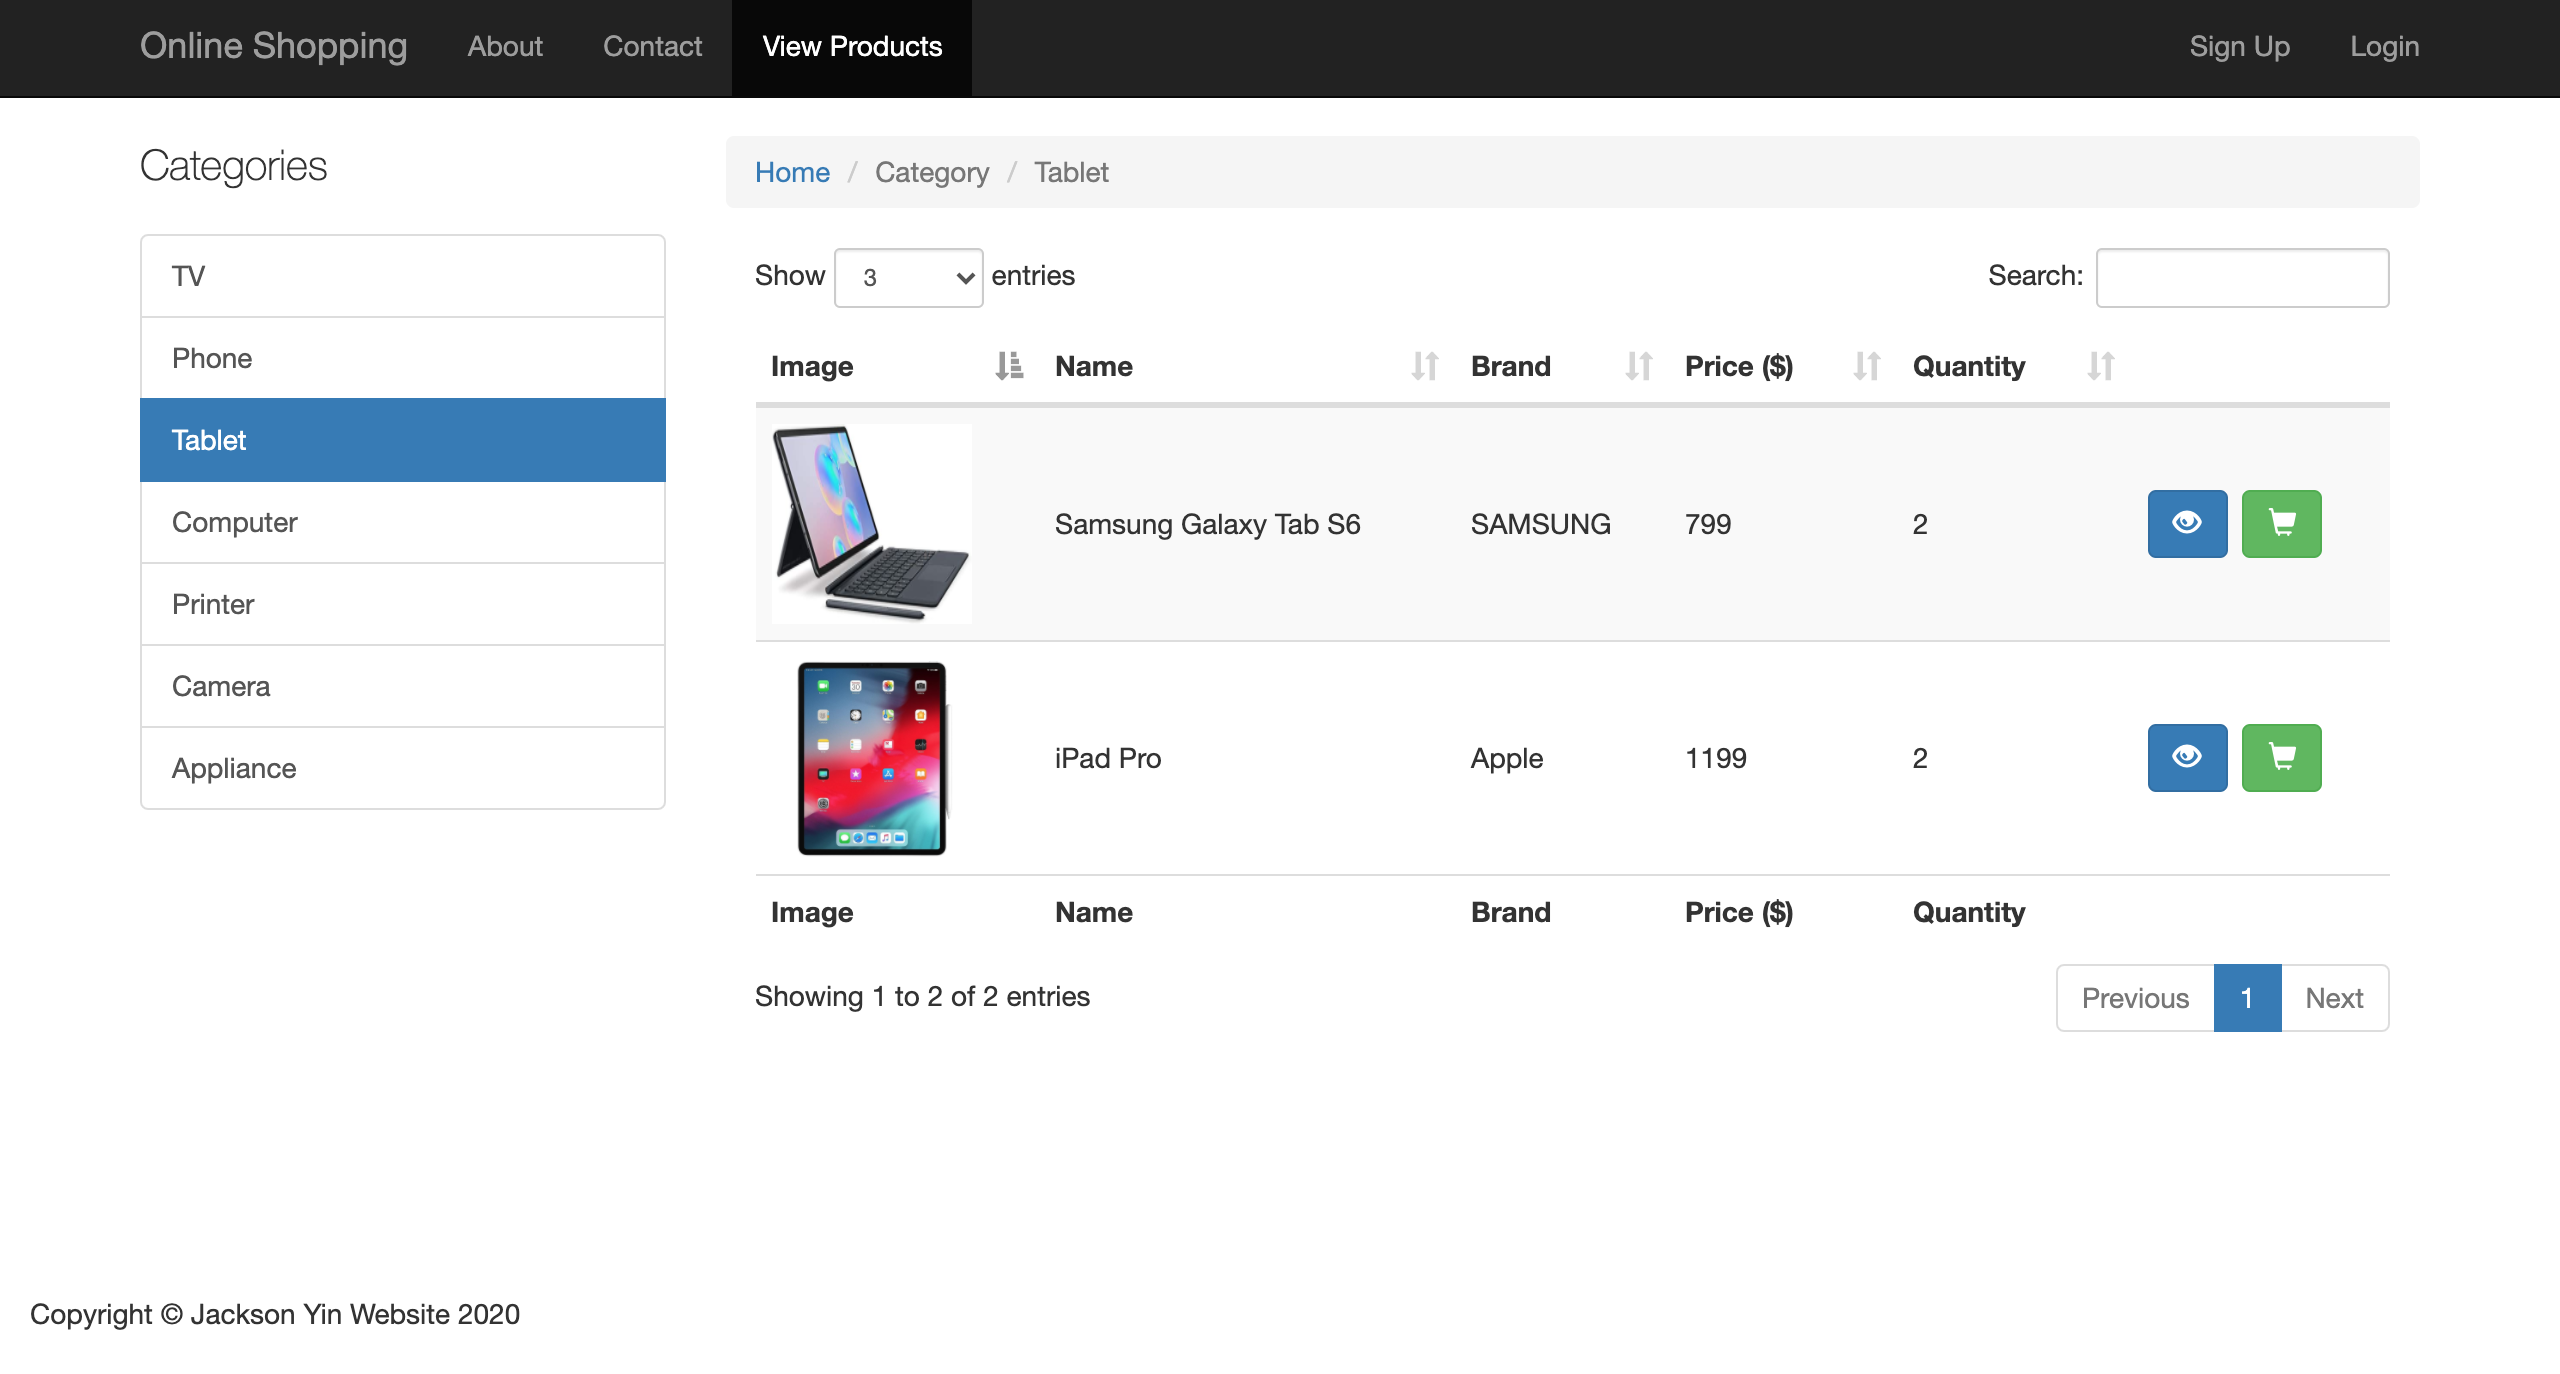 Online Shopping About Contact View Products Sign Up Login
Categories
TV
Phone
Tablet
Computer
Printer
Camera
Appliance
Home / Category / Tablet
Show 3 entries Search:
Image Name Brand Price ($) Quantity
Samsung Galaxy Tab S6 SAMSUNG 799 2
iPad Pro Apple 1199 2
Image Name Brand Price ($) Quantity
Showing 1 to 2 of 2 entries Previous 1 Next
Copyright © Jackson Yin Website 2020